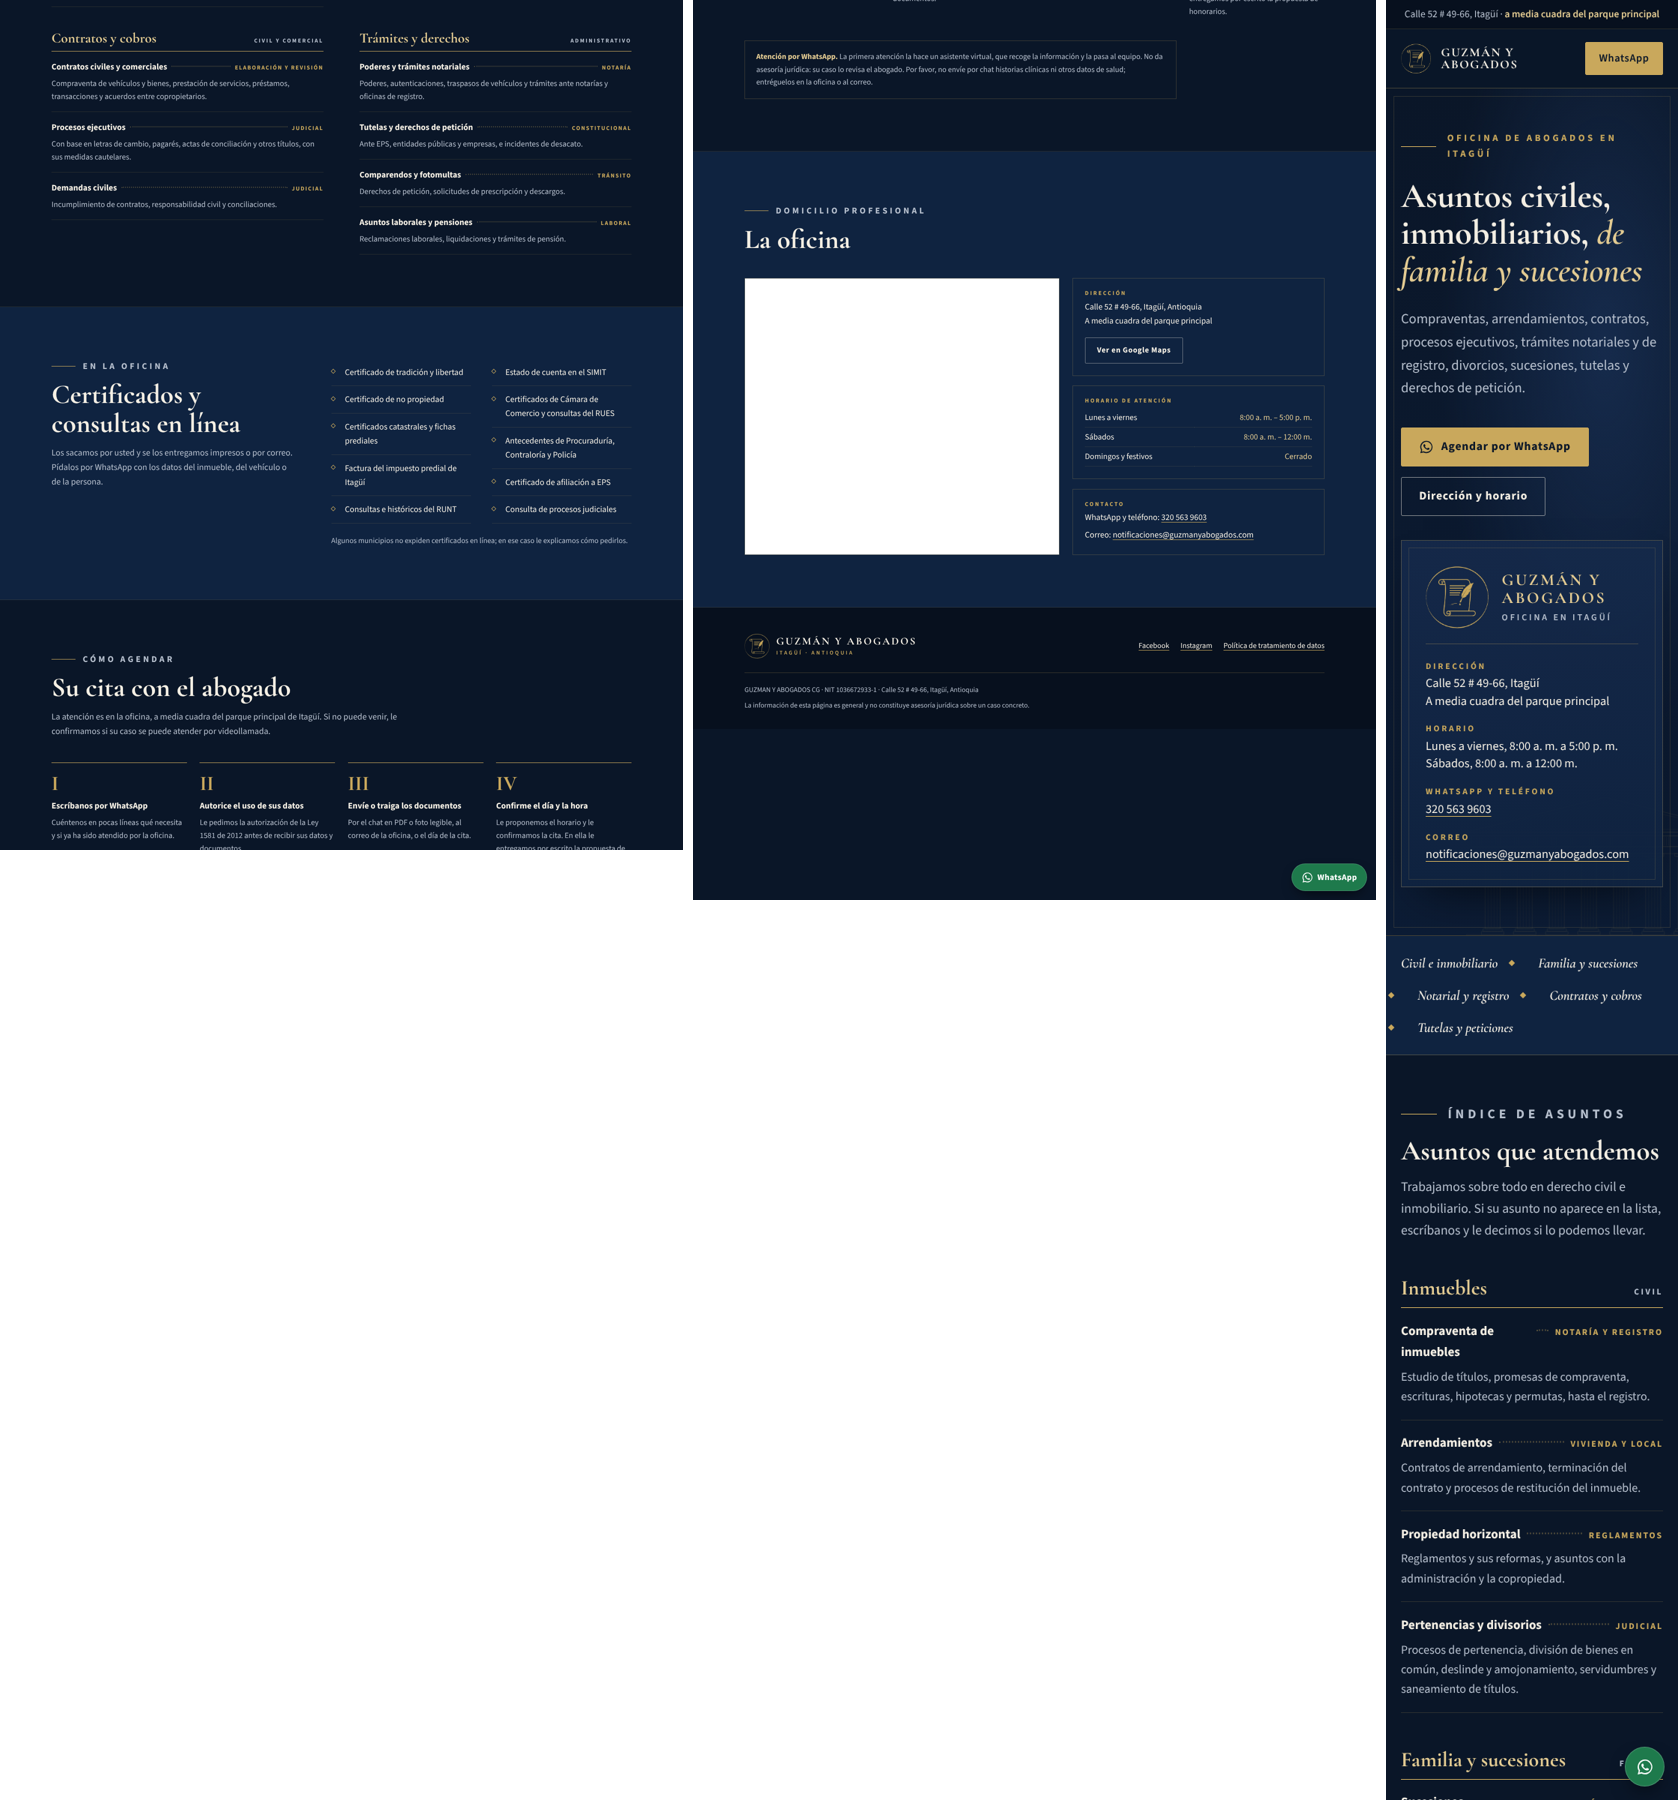 Contratos y cobros
CIVIL Y COMERCIAL
Contratos civiles y comerciales
ELABORACIÓN Y REVISIÓN
Compraventa de vehículos y bienes, prestación de servicios, préstamos,
transacciones y acuerdos entre copropietarios.
Procesos ejecutivos
JUDICIAL
Con base en letras de cambio, pagarés, actas de conciliación y otros títulos, con
sus medidas cautelares.
Demandas civiles
JUDICIAL
Incumplimiento de contratos, responsabilidad civil y conciliaciones.
Trámites y derechos
ADMINISTRATIVO
Poderes y trámites notariales
NOTARÍA
Poderes, autenticaciones, traspasos de vehículos y trámites ante notarías y
oficinas de registro.
Tutelas y derechos de petición
CONSTITUCIONAL
Ante EPS, entidades públicas y empresas, e incidentes de desacato.
Comparendos y fotomultas
TRÁNSITO
Derechos de petición, solicitudes de prescripción y descargos.
Asuntos laborales y pensiones
LABORAL
Reclamaciones laborales, liquidaciones y trámites de pensión.
EN LA OFICINA
Certificados y
consultas en línea
Los sacamos por usted y se los entregamos impresos o por correo.
Pídalos por WhatsApp con los datos del inmueble, del vehículo o
de la persona.
Certificado de tradición y libertad
Certificado de no propiedad
Certificados catastrales y fichas
prediales
Factura del impuesto predial de
Itagüí
Consultas e históricos del RUNT
Estado de cuenta en el SIMIT
Certificados de Cámara de
Comercio y consultas del RUES
Antecedentes de Procuraduría,
Contraloría y Policía
Certificado de afiliación a EPS
Consulta de procesos judiciales
Algunos municipios no expiden certificados en línea; en ese caso le explicamos cómo pedirlos.
CÓMO AGENDAR
Su cita con el abogado
La atención es en la oficina, a media cuadra del parque principal de Itagüí. Si no puede venir, le
confirmamos si su caso se puede atender por videollamada.
I
Escríbanos por WhatsApp
Cuéntenos en pocas líneas qué necesita
y si ya ha sido atendido por la oficina.
II
Autorice el uso de sus datos
Le pedimos la autorización de la Ley
1581 de 2012 antes de recibir sus datos y
documentos.
III
Envíe o traiga los documentos
Por el chat en PDF o foto legible, al
correo de la oficina, o el día de la cita.
IV
Confirme el día y la hora
Le proponemos el horario y le
confirmamos la cita. En ella le
entregamos por escrito la propuesta de
documentos.
entregamos por escrito la propuesta de
honorarios.
Atención por WhatsApp. La primera atención la hace un asistente virtual, que recoge la información y la pasa al equipo. No da
asesoría jurídica: su caso lo revisa el abogado. Por favor, no envíe por chat historias clínicas ni otros datos de salud;
entréguelos en la oficina o al correo.
DOMICILIO PROFESIONAL
La oficina
DIRECCIÓN
Calle 52 # 49-66, Itagüí, Antioquia
A media cuadra del parque principal
Ver en Google Maps
HORARIO DE ATENCIÓN
Lunes a viernes
8:00 a. m. – 5:00 p. m.
Sábados
8:00 a. m. – 12:00 m.
Domingos y festivos
Cerrado
CONTACTO
WhatsApp y teléfono: 320 563 9603
Correo: notificaciones@guzmanyabogados.com
GUZMÁN Y ABOGADOS
ITAGÜÍ · ANTIOQUIA
Facebook
Instagram
Política de tratamiento de datos
GUZMAN Y ABOGADOS CG · NIT 1036672933-1 · Calle 52 # 49-66, Itagüí, Antioquia
La información de esta página es general y no constituye asesoría jurídica sobre un caso concreto.
WhatsApp
Calle 52 # 49-66, Itagüí · a media cuadra del parque principal
GUZMÁN Y
ABOGADOS
WhatsApp
OFICINA DE ABOGADOS EN
ITAGÜÍ
Asuntos civiles,
inmobiliarios, de
familia y sucesiones
Compraventas, arrendamientos, contratos,
procesos ejecutivos, trámites notariales y de
registro, divorcios, sucesiones, tutelas y
derechos de petición.
Agendar por WhatsApp
Dirección y horario
GUZMÁN Y
ABOGADOS
OFICINA EN ITAGÜÍ
DIRECCIÓN
Calle 52 # 49-66, Itagüí
A media cuadra del parque principal
HORARIO
Lunes a viernes, 8:00 a. m. a 5:00 p. m.
Sábados, 8:00 a. m. a 12:00 m.
WHATSAPP Y TELÉFONO
320 563 9603
CORREO
notificaciones@guzmanyabogados.com
Civil e inmobiliario
Familia y sucesiones
Notarial y registro
Contratos y cobros
Tutelas y peticiones
ÍNDICE DE ASUNTOS
Asuntos que atendemos
Trabajamos sobre todo en derecho civil e
inmobiliario. Si su asunto no aparece en la lista,
escríbanos y le decimos si lo podemos llevar.
Inmuebles
CIVIL
Compraventa de
inmuebles
NOTARÍA Y REGISTRO
Estudio de títulos, promesas de compraventa,
escrituras, hipotecas y permutas, hasta el registro.
Arrendamientos
VIVIENDA Y LOCAL
Contratos de arrendamiento, terminación del
contrato y procesos de restitución del inmueble.
Propiedad horizontal
REGLAMENTOS
Reglamentos y sus reformas, y asuntos con la
administración y la copropiedad.
Pertenencias y divisorios
JUDICIAL
Procesos de pertenencia, división de bienes en
común, deslinde y amojonamiento, servidumbres y
saneamiento de títulos.
Familia y sucesiones